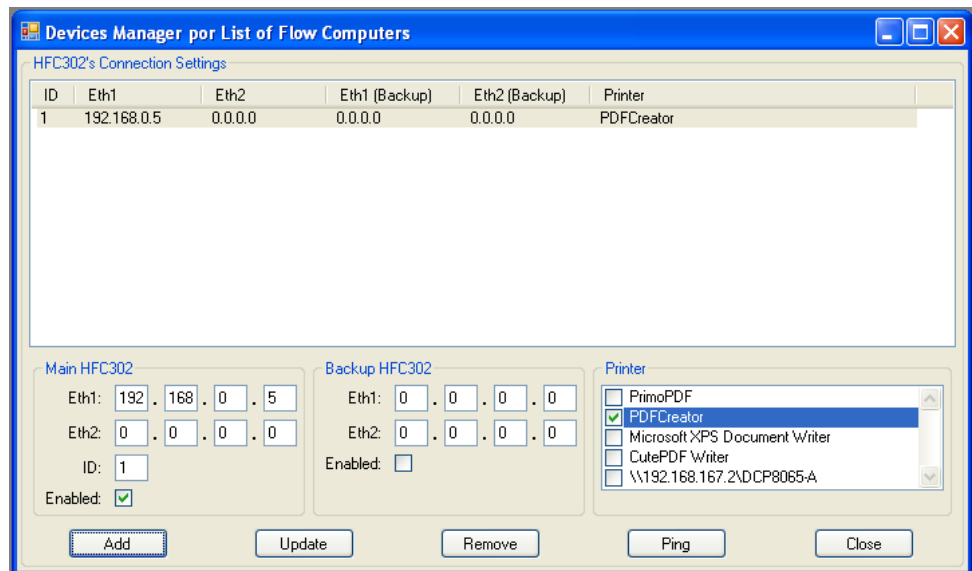 Devices Manager por List of Flow Computers
HFC302's Connection Settings
ID Eth1 Eth2 Eth1 (Backup) Eth2 (Backup) Printer
1 192.168.0.5 0.0.0.0 0.0.0.0 0.0.0.0 PDFCreator
Main HFC302
Eth1: 192 . 168 . 0 . 5
Eth2: 0 . 0 . 0 . 0
ID: 1
Enabled:
Backup HFC302
Eth1: 0 . 0 . 0 . 0
Eth2: 0 . 0 . 0 . 0
Enabled:
Printer
PrimoPDF
PDFCreator
Microsoft XPS Document Writer
CutePDF Writer
\\192.168.167.2\DCP8065-A
Add Update Remove Ping Close